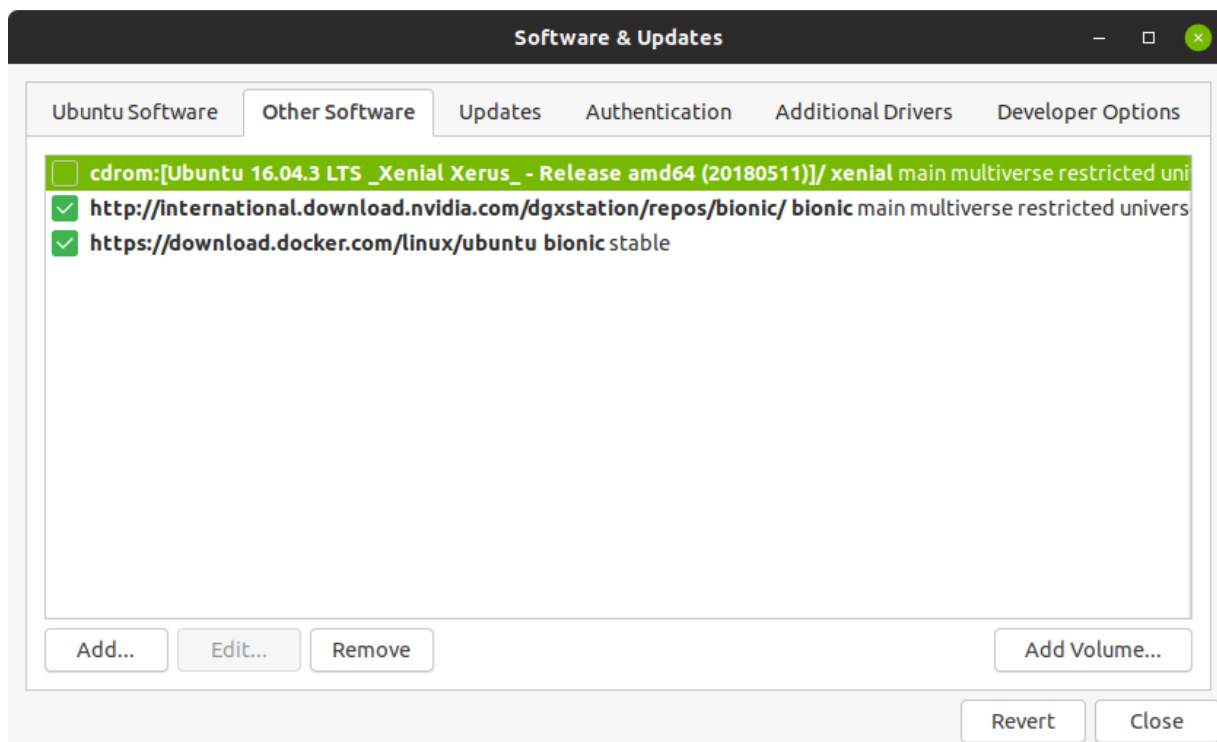 Software & Updates
Ubuntu Software Other Software Updates Authentication Additional Drivers Developer Options
cdrom:[Ubuntu 16.04.3 LTS _Xenial Xerus_ - Release amd64 (20180511)]/ xenial main multiverse restricted uni
http://international.download.nvidia.com/dgxstation/repos/bionic/ bionic main multiverse restricted univers
https://download.docker.com/linux/ubuntu bionic stable
Add... Edit... Remove Add Volume...
Revert Close